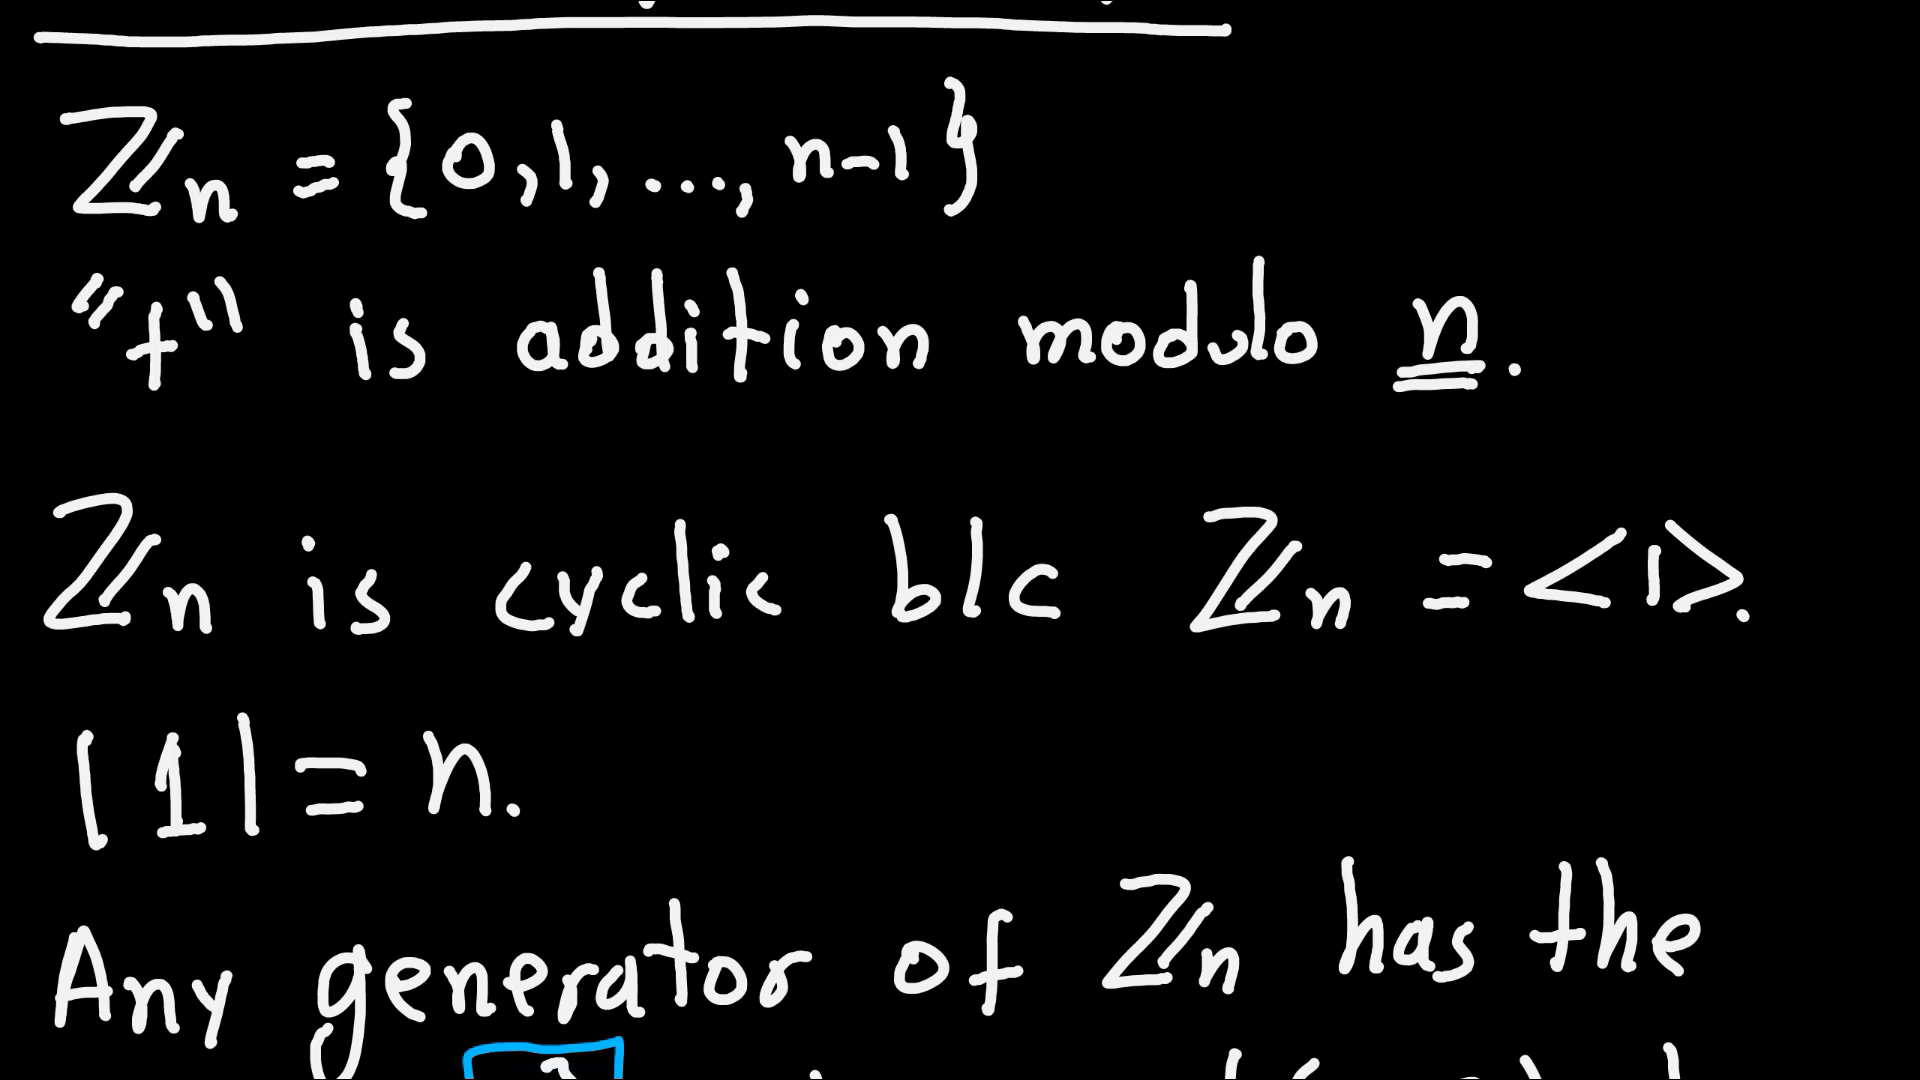 ℤn = {0,1, ..., n-1}
"+" is addition modulo n.
ℤn is cyclic b/c ℤn = <1>.
|1| = n.
Any generator of ℤn has the